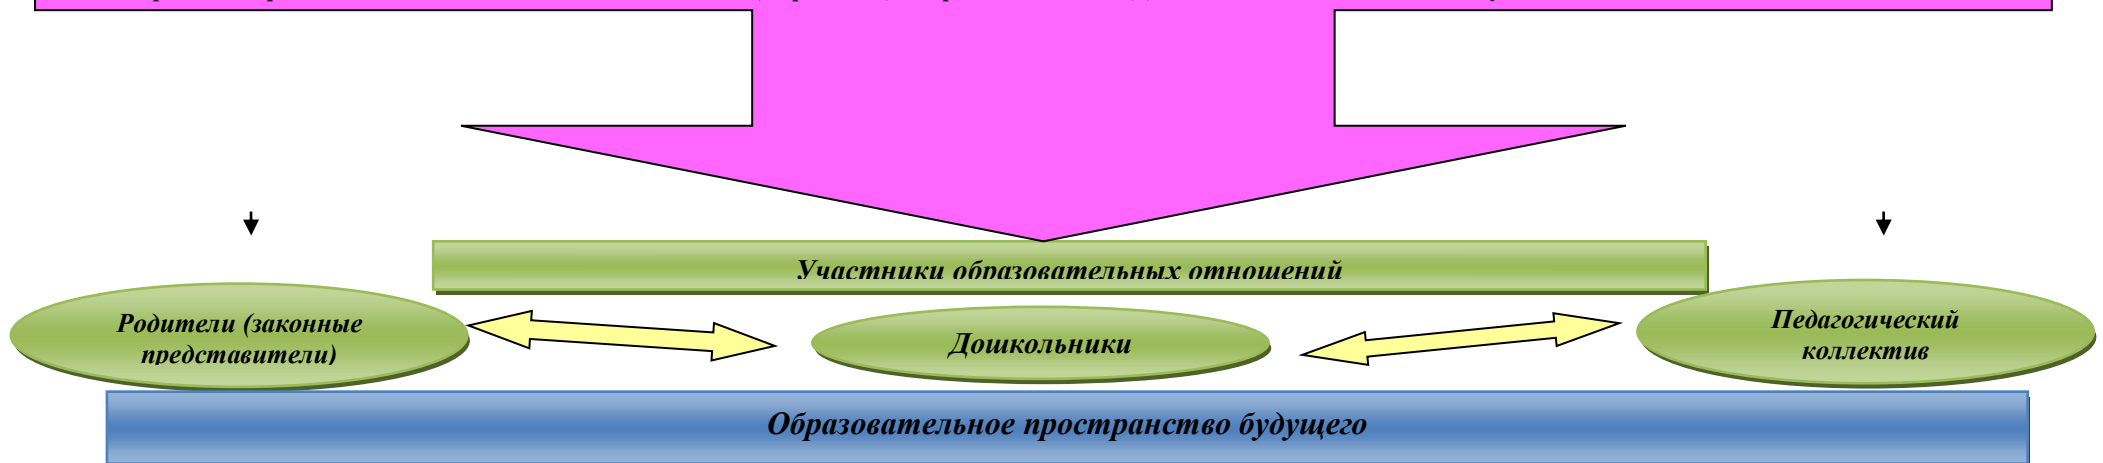 Участники образовательных отношений
Родители (законные
представители)
Дошкольники
Педагогический
коллектив
Образовательное пространство будущего